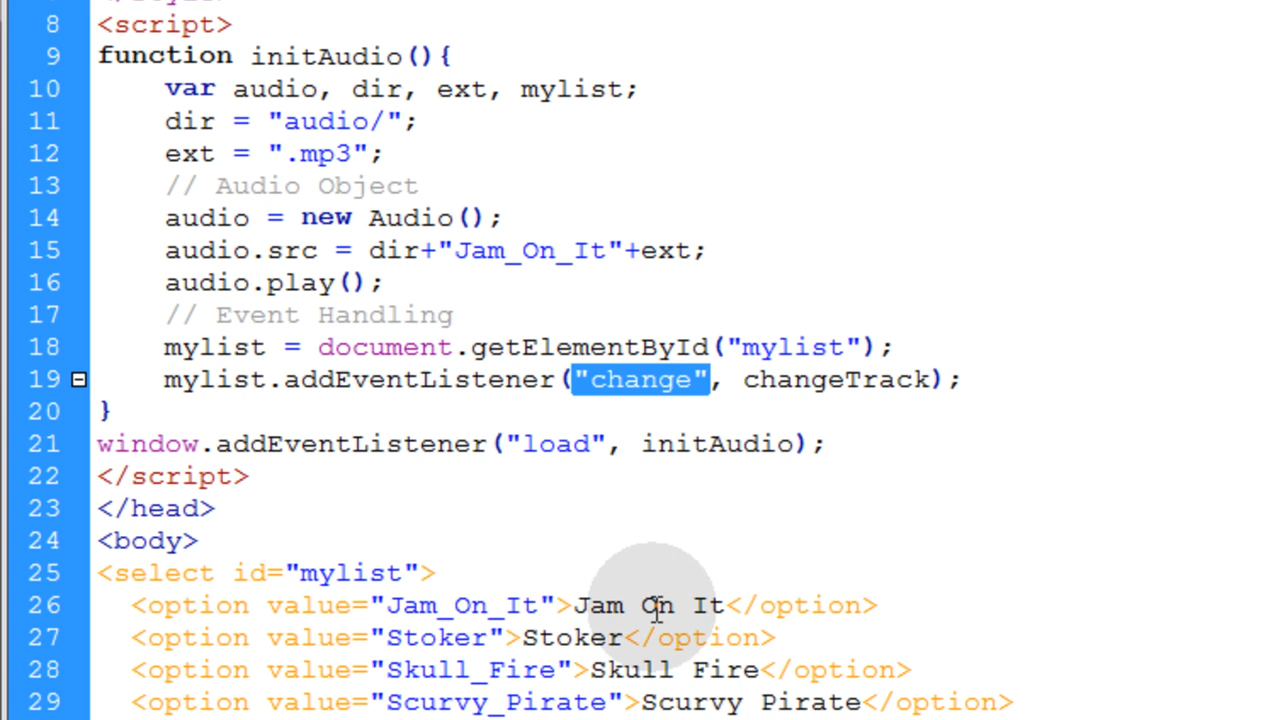 8 <script>
9 function initAudio(){
10 var audio, dir, ext, mylist;
11 dir = "audio/";
12 ext = ".mp3";
13 // Audio Object
14 audio = new Audio();
15 audio.src = dir+"Jam_On_It"+ext;
16 audio.play();
17 // Event Handling
18 mylist = document.getElementById("mylist");
19 mylist.addEventListener("change", changeTrack);
20 }
21 window.addEventListener("load", initAudio);
22 </script>
23 </head>
24 <body>
25 <select id="mylist">
26 <option value="Jam_On_It">Jam On It</option>
27 <option value="Stoker">Stoker</option>
28 <option value="Skull_Fire">Skull Fire</option>
29 <option value="Scurvy_Pirate">Scurvy Pirate</option>